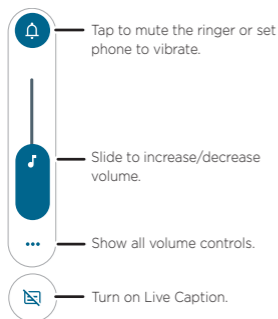 Tap to mute the ringer or set
phone to vibrate.
Slide to increase/decrease
volume.
Show all volume controls.
Turn on Live Caption.